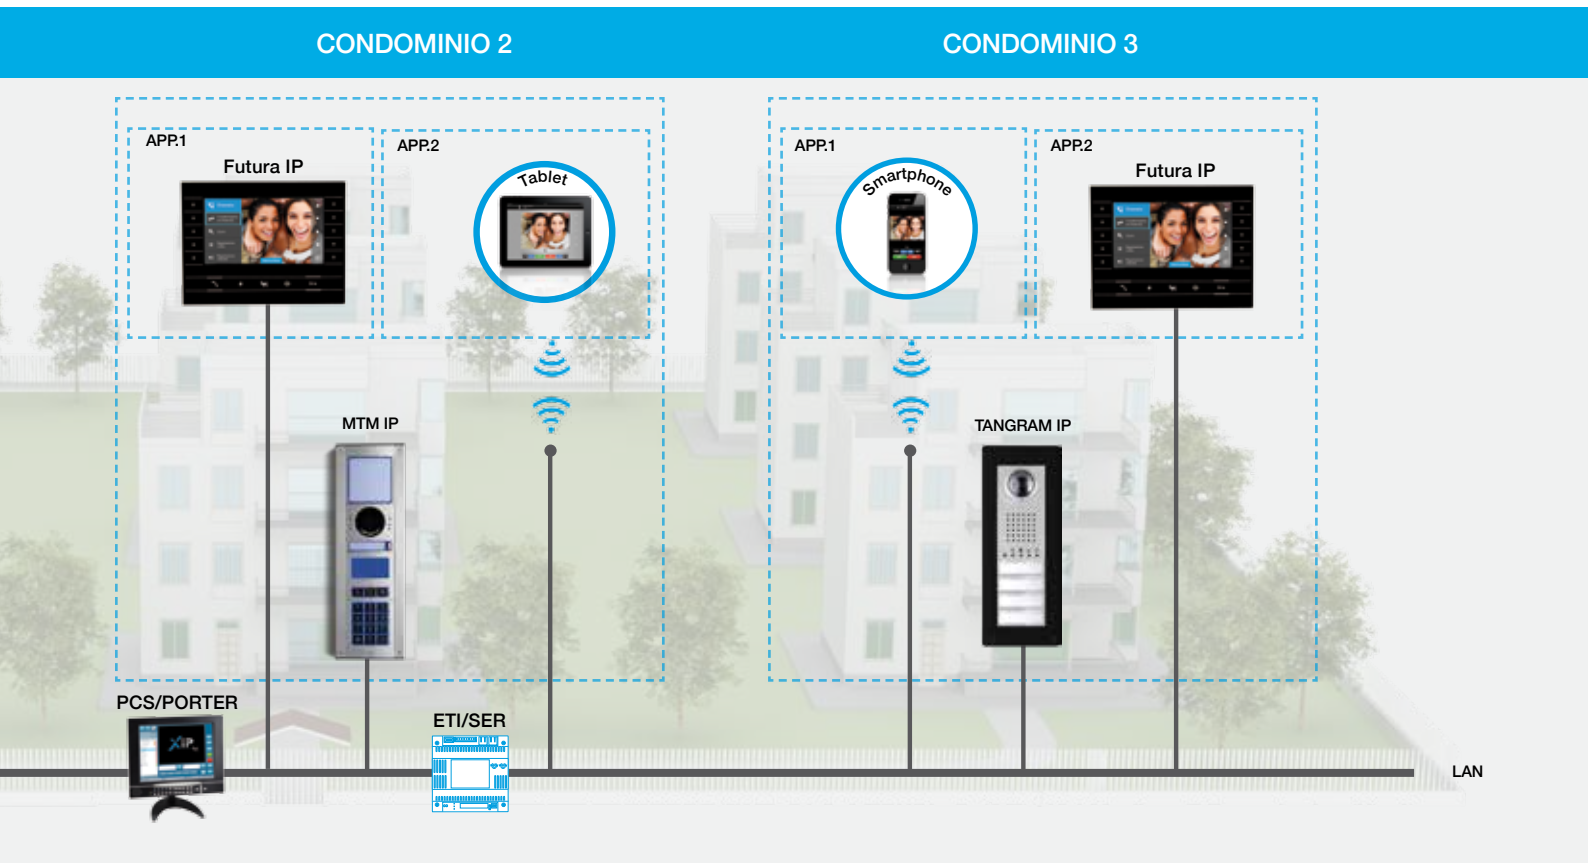 CONDOMINIO 2
CONDOMINIO 3
APP.1
Futura IP
APP.2
Tablet
APP.1
Smartphone
APP.2
Futura IP
MTM IP
TANGRAM IP
PCS/PORTER
XiP
ETI/SER
LAN